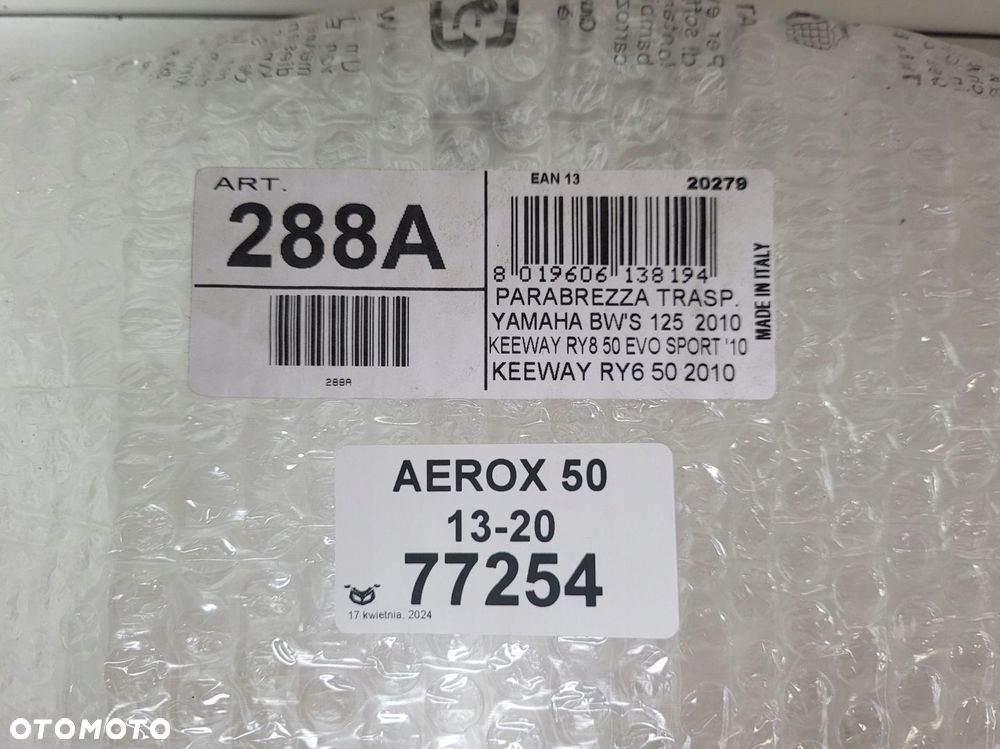 ART.
288A
288A
EAN 13 20279
8 019606 138194
PARABREZZA TRASP.
YAMAHA BW'S 125 2010
KEEWAY RY8 50 EVO SPORT '10
KEEWAY RY6 50 2010
MADE IN ITALY
AEROX 50
13-20
77254
17 kwietnia, 2024
OTOMOTO